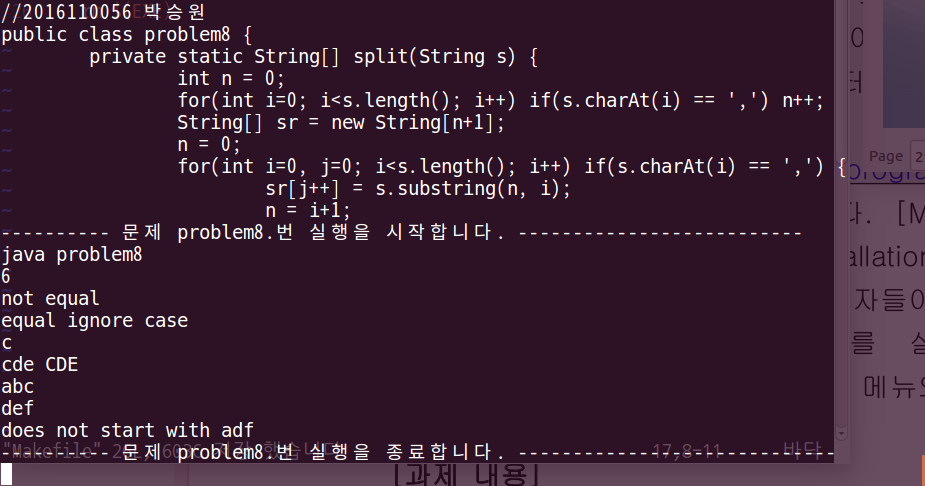 //2016110056 박승원
public class problem8 {
private static String[] split(String s) {
int n = 0;
for(int i=0; i<s.length(); i++) if(s.charAt(i) == ',') n++;
String[] sr = new String[n+1];
n = 0;
for(int i=0, j=0; i<s.length(); i++) if(s.charAt(i) == ',') {
sr[j++] = s.substring(n, i);
n = i+1;
---------- 문제 problem8.번 실행을 시작합니다. --------------------------
java problem8
6
not equal
equal ignore case
c
cde CDE
abc
def
does not start with adf
---------- 문제 problem8.번 실행을 종료합니다. -----------------------------
"Makefile"
17,8-11 바닥
Page 2
다. [M
allation
자들이
를 실
메뉴와
[과제 내용]